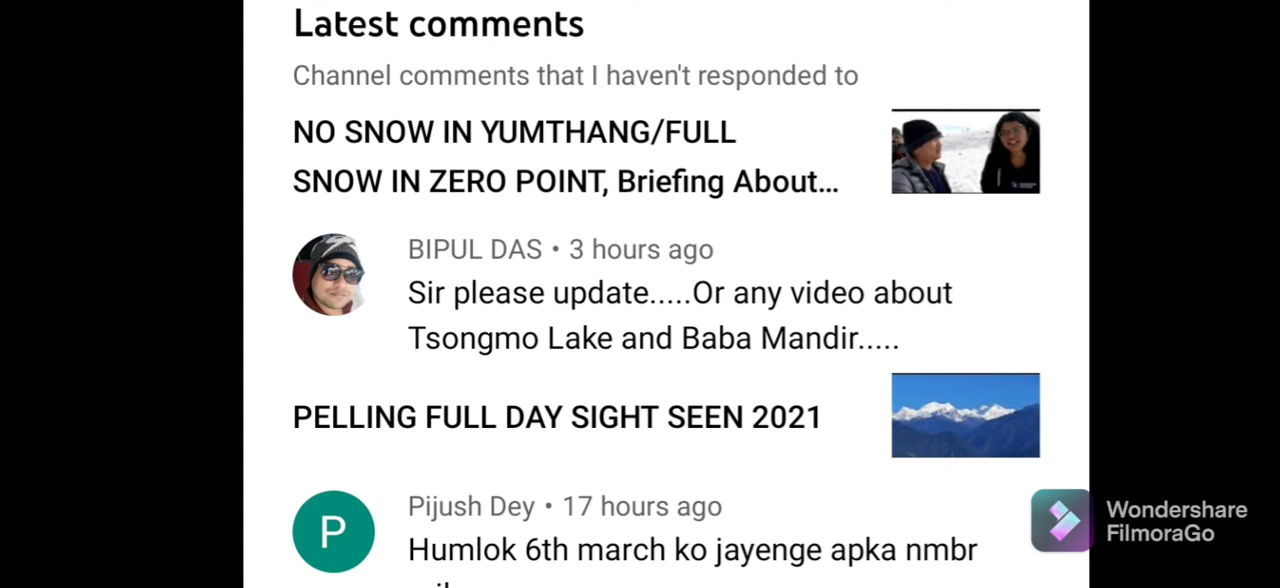 Latest comments
Channel comments that I haven't responded to
NO SNOW IN YUMTHANG/FULL
SNOW IN ZERO POINT, Briefing About...
BIPUL DAS • 3 hours ago
Sir please update.....Or any video about
Tsongmo Lake and Baba Mandir.....
PELLING FULL DAY SIGHT SEEN 2021
P
Pijush Dey • 17 hours ago
Humlok 6th march ko jayenge apka nmbr
Wondershare
FilmoraGo